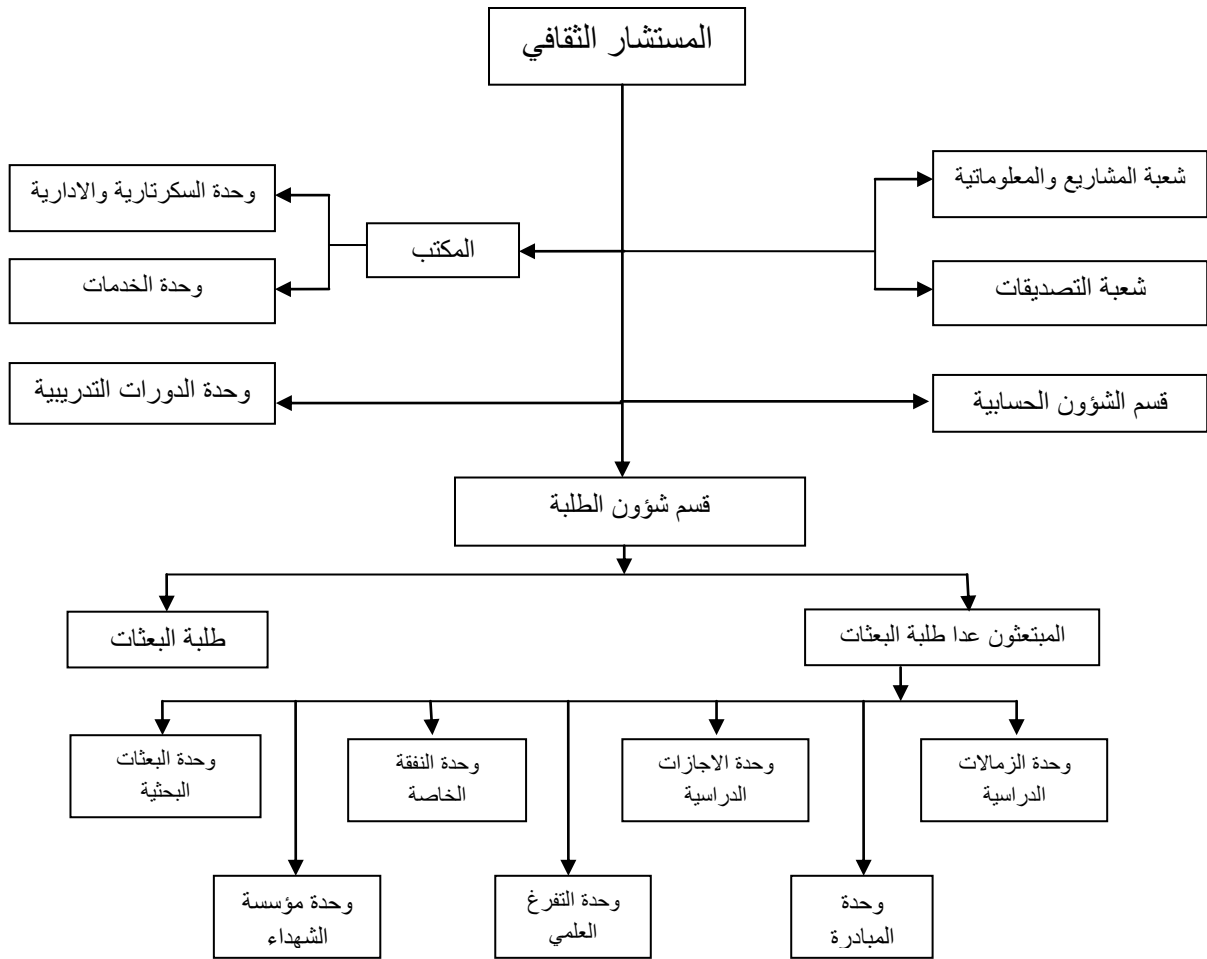 المستشار الثقافي
شعبة المشاريع والمعلوماتية
وحدة السكرتارية والادارية
المكتب
شعبة التصديقات
وحدة الخدمات
قسم الشؤون الحسابية
وحدة الدورات التدريبية
قسم شؤون الطلبة
المبتعثون عدا طلبة البعثات
طلبة البعثات
وحدة الزمالات
الدراسية
وحدة الاجازات
الدراسية
وحدة النفقة
الخاصة
وحدة البعثات
البحثية
وحدة
المبادرة
وحدة التفرغ
العلمي
وحدة مؤسسة
الشهداء